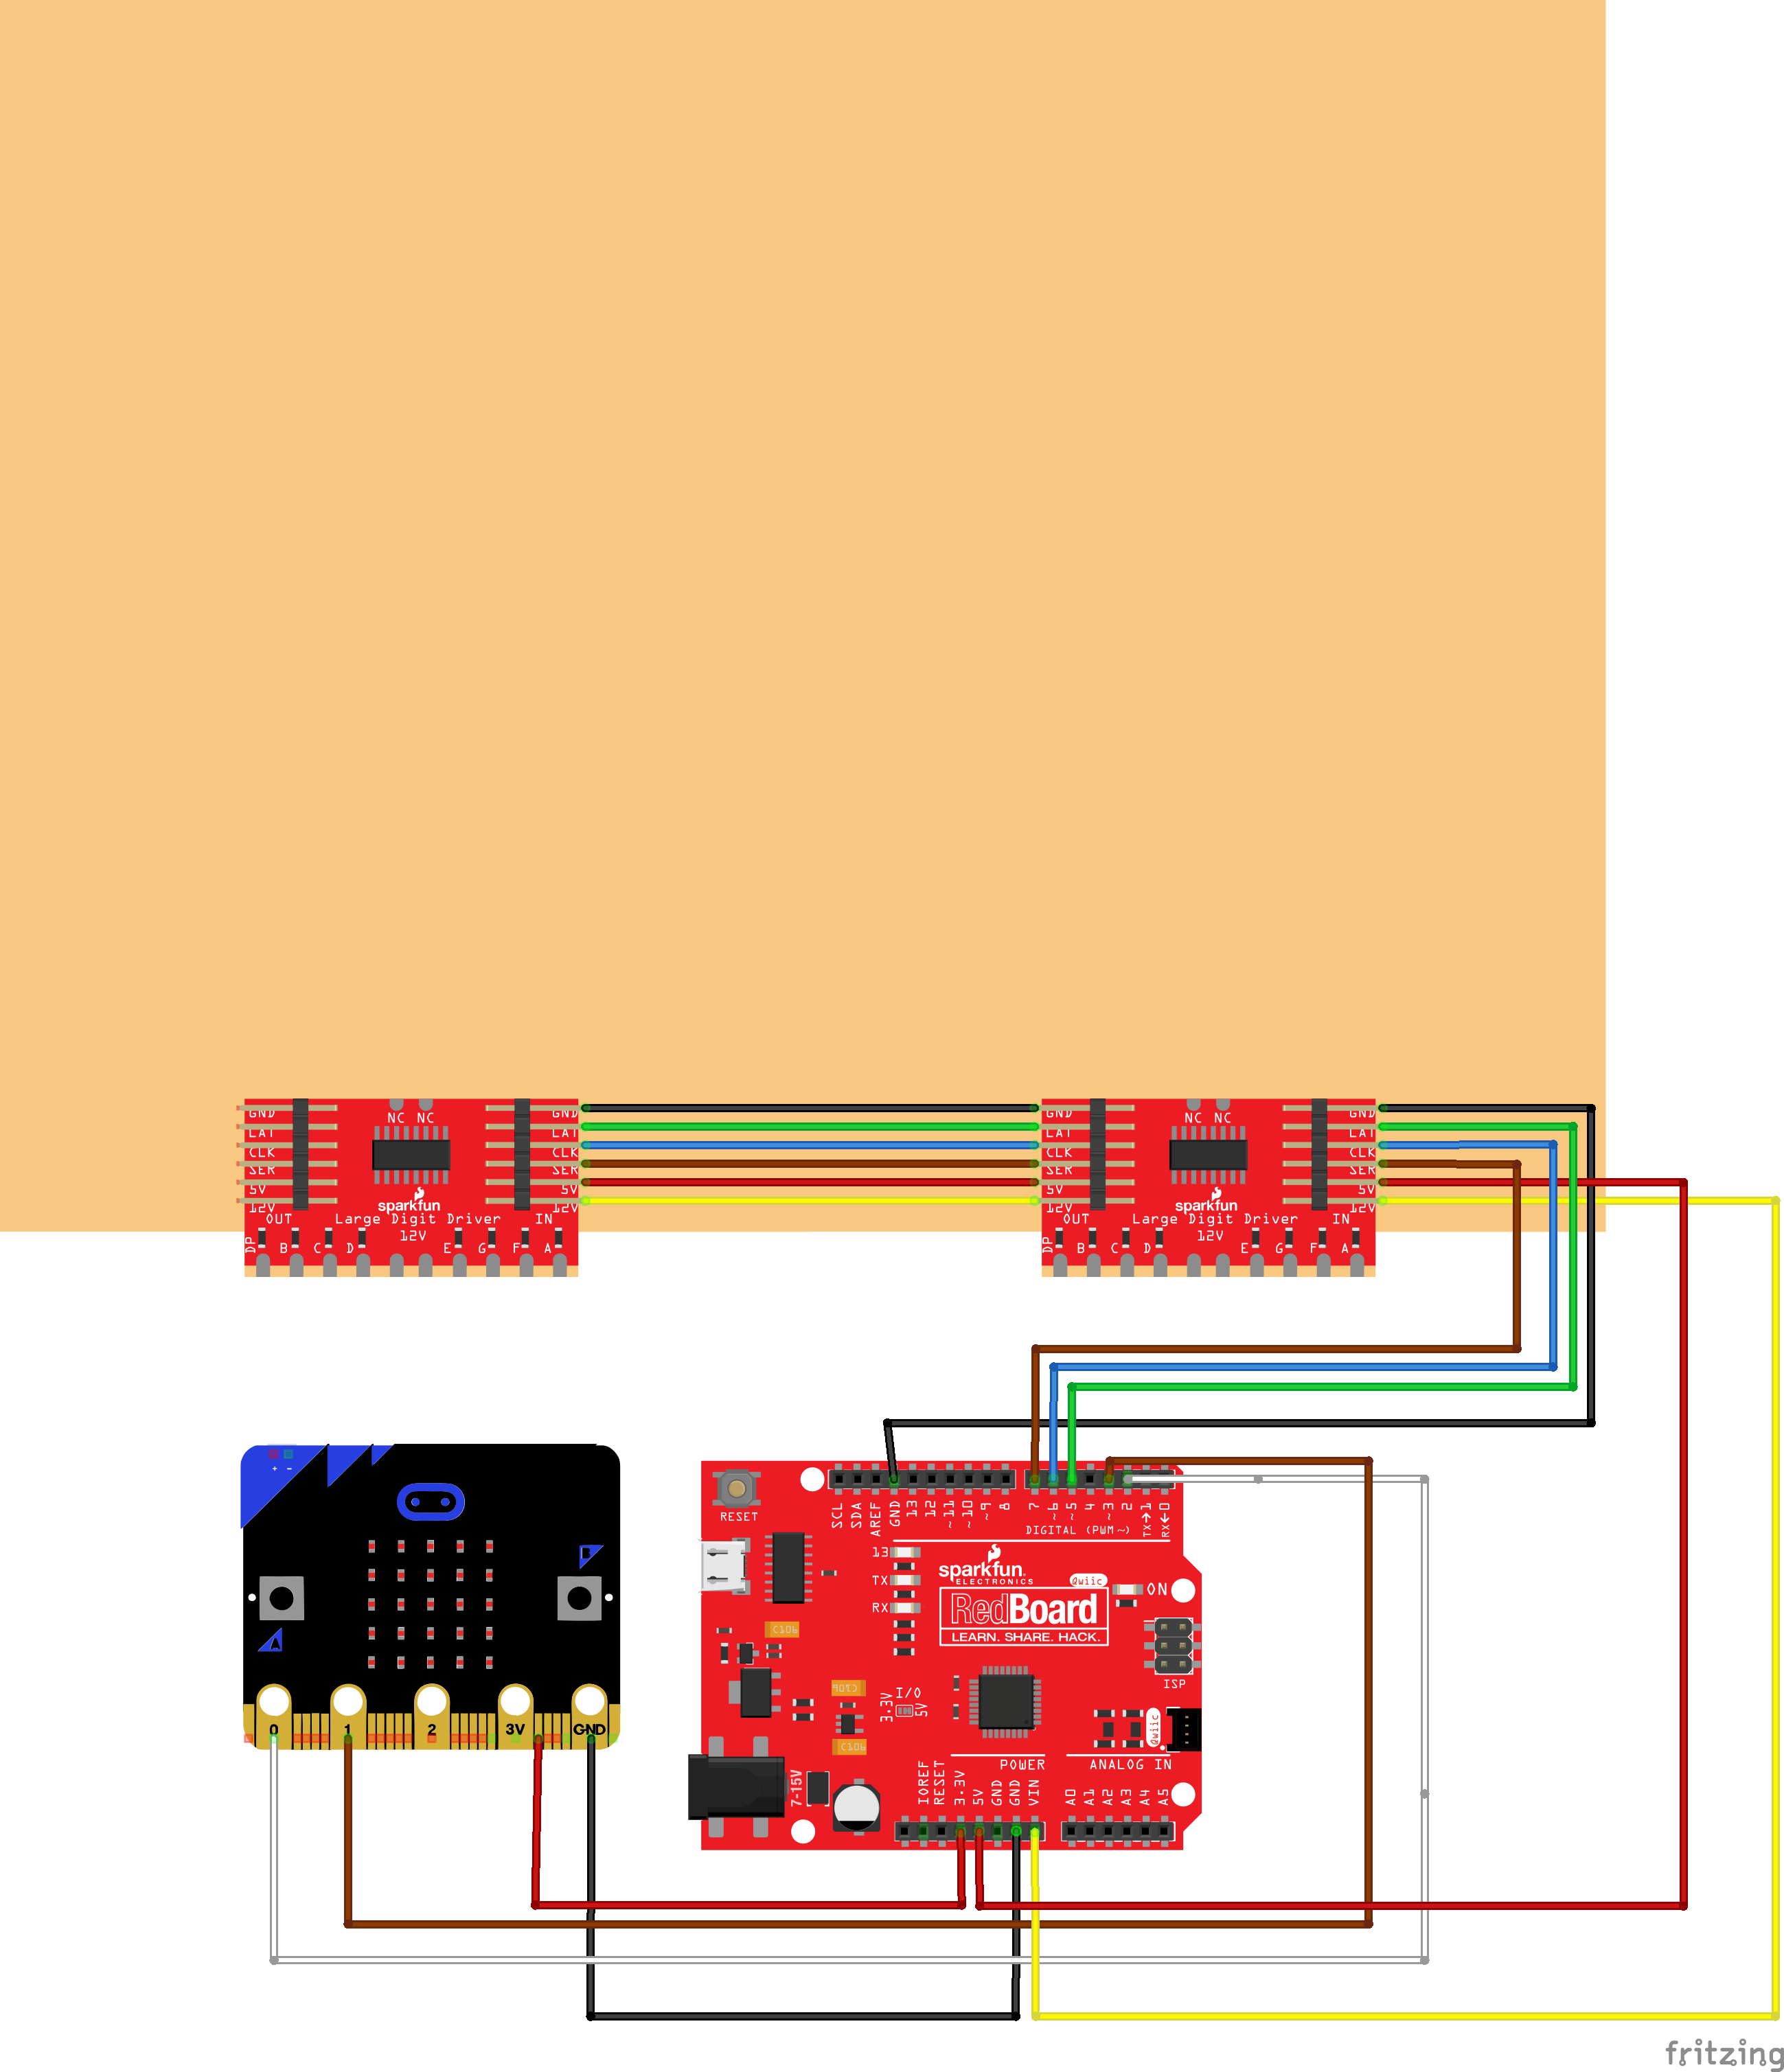 GND
LAT
CLK
SER
5V
12V
OUT
NC NC
sparkfun
Large Digit Driver
12V
GND
LAT
CLK
SER
5V
12V
IN
DP B C D E G F A
GND
LAT
CLK
SER
5V
12V
OUT
NC NC
sparkfun
Large Digit Driver
12V
GND
LAT
CLK
SER
5V
12V
IN
DP B C D E G F A
+ -
B
A
0 1 2 3V GND
RESET
SCL SDA AREF GND 13 12 ~11 ~10 ~9 8 7 ~6 ~5 4 ~3 2 TX→1 RX←0
DIGITAL (PWM~)
13
TX
RX
sparkfun
ELECTRONICS
Qwiic
ON
RedBoard
LEARN. SHARE. HACK.
C106
C106
C106
I/O
3.3V 5V
ISP
Qwiic
7-15V
POWER
ANALOG IN
IOREF RESET 3.3V 5V GND GND VIN A0 A1 A2 A3 A4 A5
fritzing